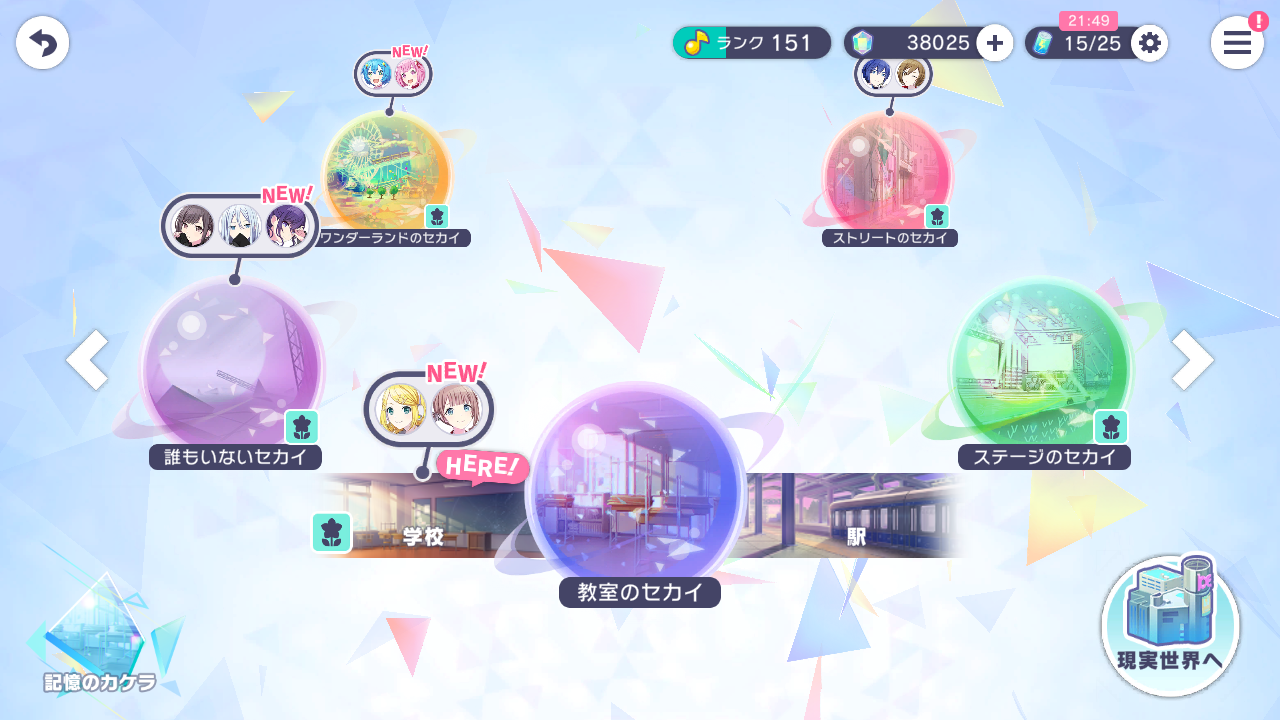 21:49
ランク 151
38025
15/25
NEW!
ワンダーランドのセカイ
ストリートのセカイ
NEW!
NEW!
誰もいないセカイ
HERE!
ステージのセカイ
学校
駅
教室のセカイ
記憶のカケラ
現実世界へ